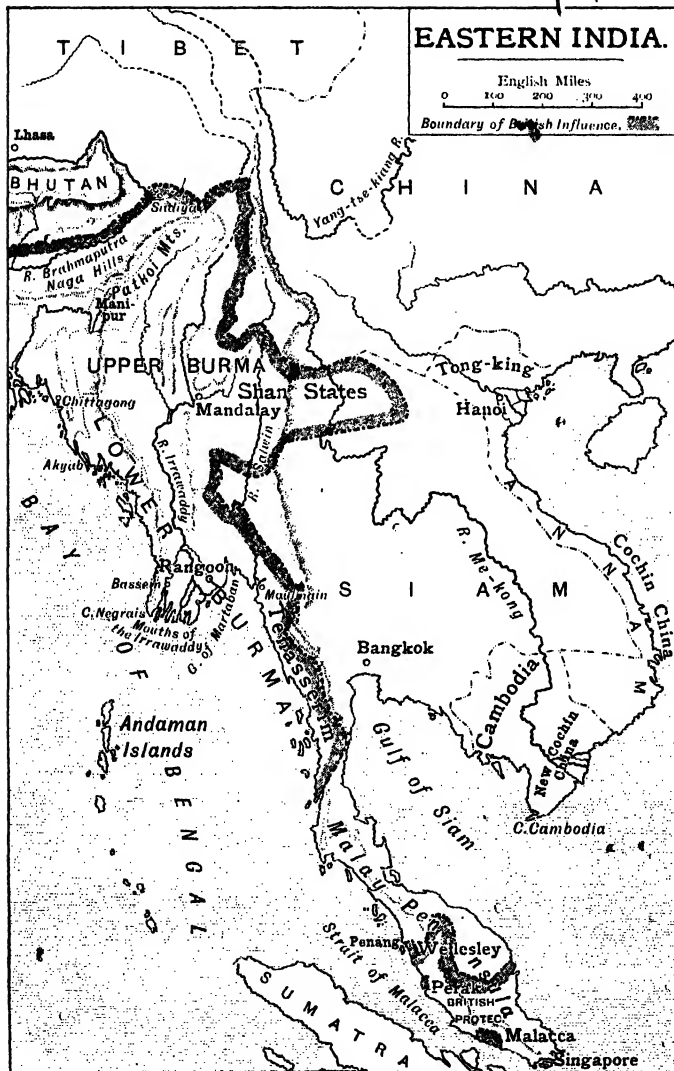 EASTERN INDIA.
English Miles
0 100 200 300 400
Boundary of British Influence.
TIBET
Lhasa
BHUTAN
CHINA
Yang-tse-kiang R.
Sadiya
R. Brahmaputra
Naga Hills
Patkoi Mts.
Mani-
pur
UPPER BURMA
Shan States
Mandalay
Tong-king
Hanoi
Chittagong
Akyab
R. Irrawaddy
R. Salwin
LOWER BURMA
ANNAM
Cochin China
Rangoon
Bassein
C. Negrais
Mouths of
the Irrawaddy
G. of Martaban
Maulmain
Tenasserim
SIAM
R. Me-kong
Bangkok
Cambodia
New Cochin
China
Gulf of Siam
C. Cambodia
Andaman
Islands
BAY OF BENGAL
Malay Peninsula
Penang
Wellesley
Perak
BRITISH
PROTEC.
Strait of Malacca
Malacca
Singapore
SUMATRA